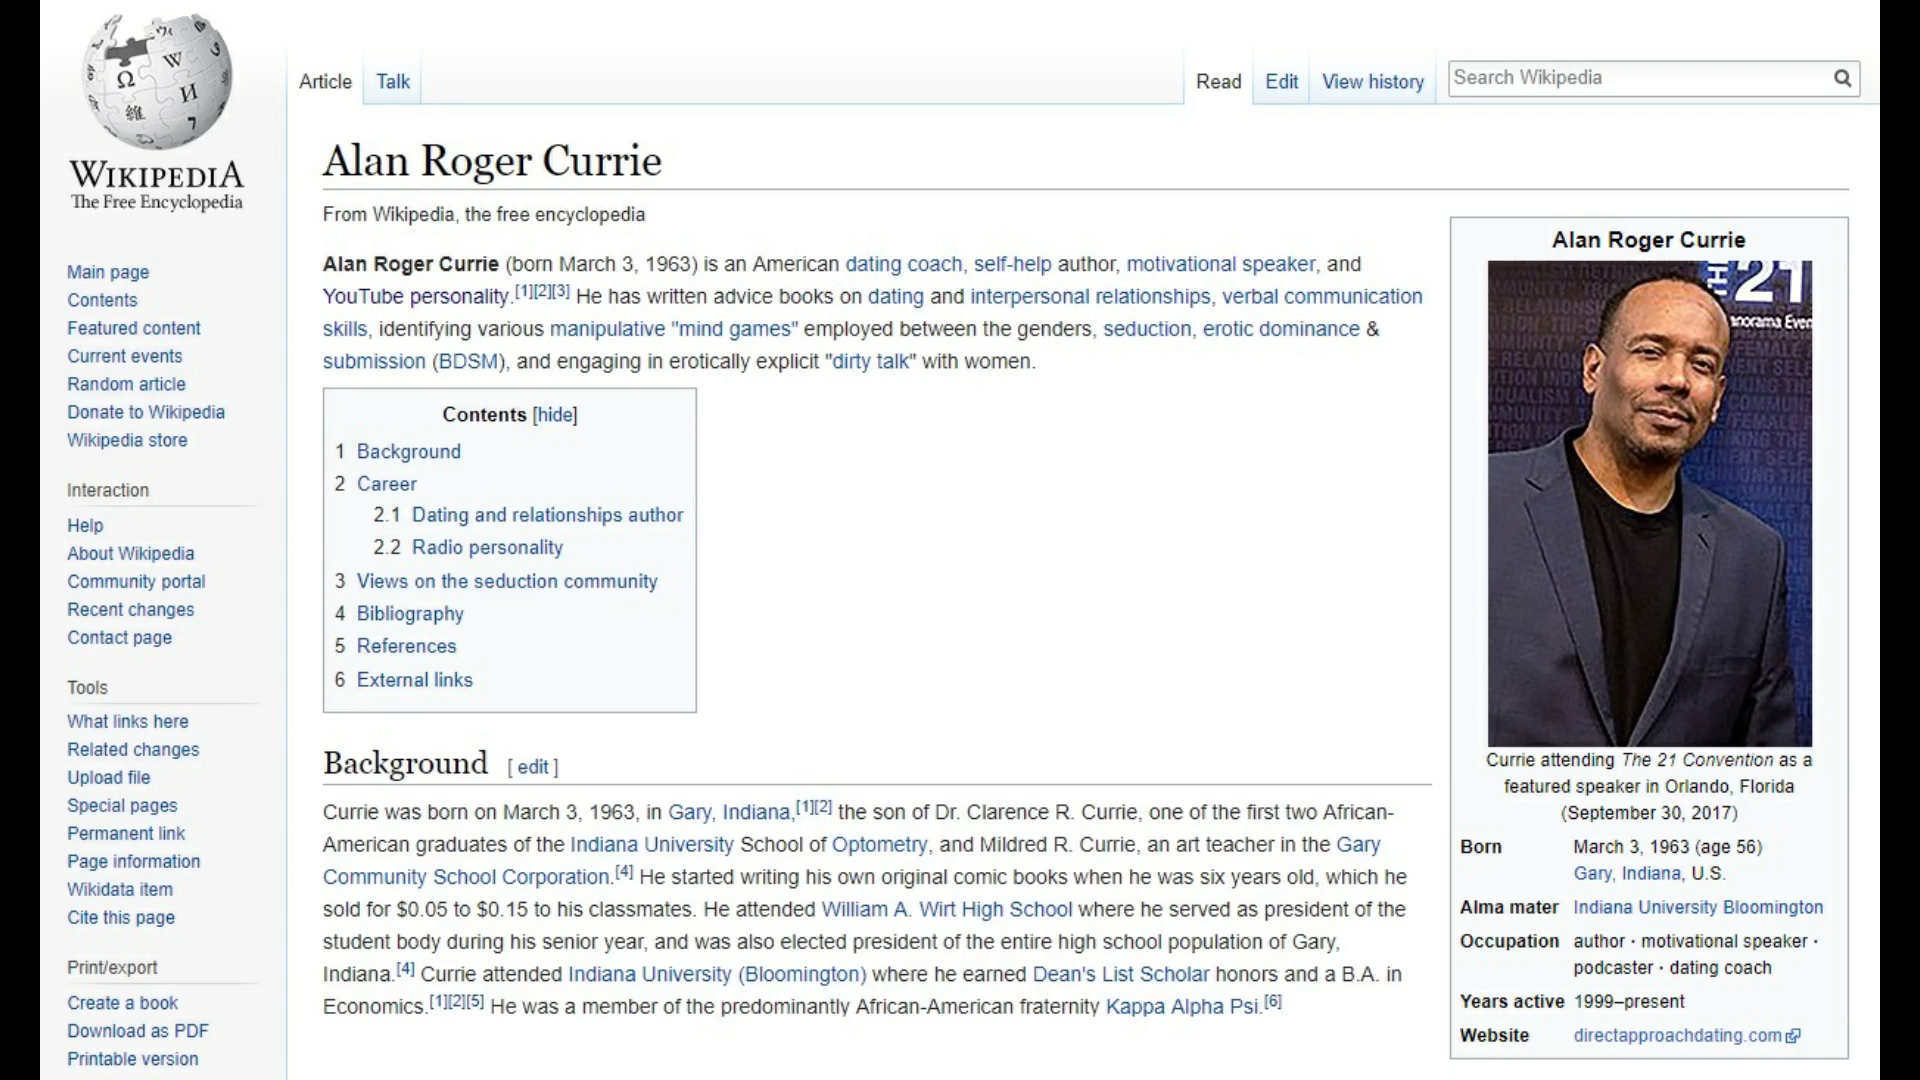 WIKIPEDIA
The Free Encyclopedia
Main page
Contents
Featured content
Current events
Random article
Donate to Wikipedia
Wikipedia store
Interaction
Help
About Wikipedia
Community portal
Recent changes
Contact page
Tools
What links here
Related changes
Upload file
Special pages
Permanent link
Page information
Wikidata item
Cite this page
Print/export
Create a book
Download as PDF
Printable version
Article Talk Read Edit View history Search Wikipedia
Alan Roger Currie
From Wikipedia, the free encyclopedia
Alan Roger Currie (born March 3, 1963) is an American dating coach, self-help author, motivational speaker, and
YouTube personality.[1][2][3] He has written advice books on dating and interpersonal relationships, verbal communication
skills, identifying various manipulative "mind games" employed between the genders, seduction, erotic dominance &
submission (BDSM), and engaging in erotically explicit "dirty talk" with women.
Contents [hide]
1 Background
2 Career
2.1 Dating and relationships author
2.2 Radio personality
3 Views on the seduction community
4 Bibliography
5 References
6 External links
Background [ edit ]
Currie was born on March 3, 1963, in Gary, Indiana,[1][2] the son of Dr. Clarence R. Currie, one of the first two African-
American graduates of the Indiana University School of Optometry, and Mildred R. Currie, an art teacher in the Gary
Community School Corporation.[4] He started writing his own original comic books when he was six years old, which he
sold for $0.05 to $0.15 to his classmates. He attended William A. Wirt High School where he served as president of the
student body during his senior year, and was also elected president of the entire high school population of Gary,
Indiana.[4] Currie attended Indiana University (Bloomington) where he earned Dean's List Scholar honors and a B.A. in
Economics.[1][2][5] He was a member of the predominantly African-American fraternity Kappa Alpha Psi.[6]
Alan Roger Currie
21
Currie attending The 21 Convention as a
featured speaker in Orlando, Florida
(September 30, 2017)
Born March 3, 1963 (age 56)
Gary, Indiana, U.S.
Alma mater Indiana University Bloomington
Occupation author · motivational speaker ·
podcaster · dating coach
Years active 1999–present
Website directapproachdating.com